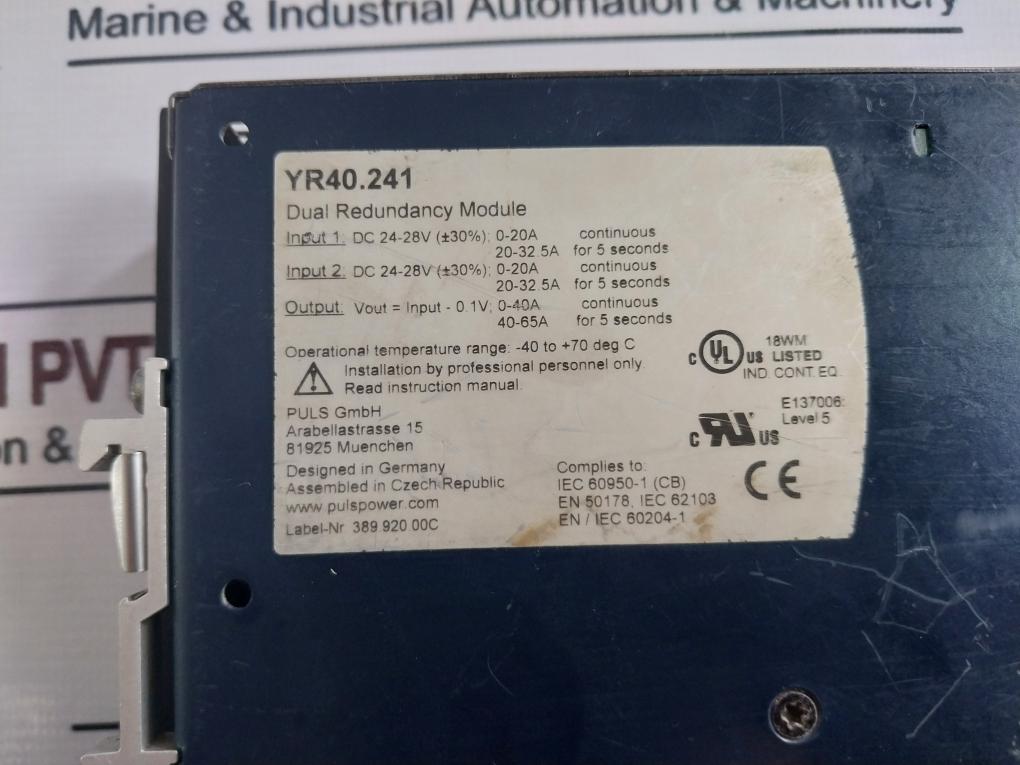 Marine & Industrial Automation & Machinery
PVT
n &
YR40.241
Dual Redundancy Module
Input 1: DC 24-28V (±30%); 0-20A continuous
20-32.5A for 5 seconds
Input 2: DC 24-28V (±30%); 0-20A continuous
20-32.5A for 5 seconds
Output: Vout = Input - 0.1V; 0-40A continuous
40-65A for 5 seconds
Operational temperature range: -40 to +70 deg C
Installation by professional personnel only.
Read instruction manual.
PULS GmbH
Arabellastrasse 15
81925 Muenchen
Designed in Germany
Assembled in Czech Republic
www.pulspower.com
Label-Nr 389 920 00C
Complies to:
IEC 60950-1 (CB)
EN 50178, IEC 62103
EN / IEC 60204-1
18WM
c UL US LISTED
IND. CONT. EQ.
E137006:
Level 5
c RU US
CE